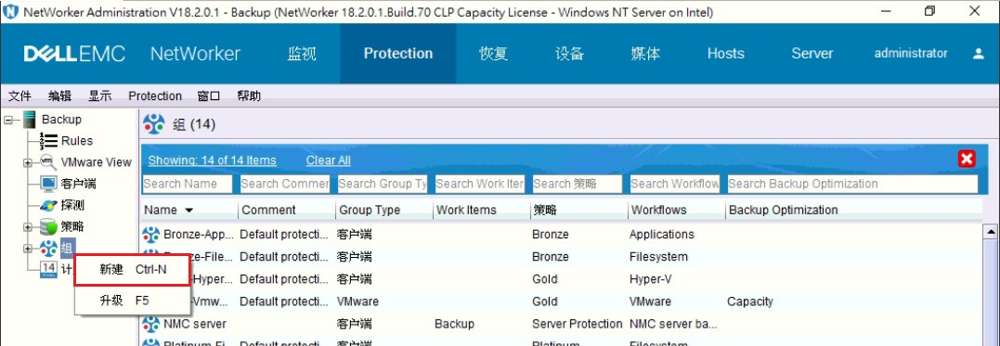 NetWorker Administration V18.2.0.1 - Backup (NetWorker 18.2.0.1.Build.70 CLP Capacity License - Windows NT Server on Intel)
DELLEMC NetWorker 监视 Protection 恢复 设备 媒体 Hosts Server administrator
文件 编辑 显示 Protection 窗口 帮助
Backup
Rules
VMware View
客户端
探测
策略
组
14 计
新建 Ctrl-N
升级 F5
组 (14)
Showing: 14 of 14 Items Clear All
Search Name Search Commer Search Group Ty Search Work Iter Search 策略 Search Workflow Search Backup Optimization
Name Comment Group Type Work Items 策略 Workflows Backup Optimization
Bronze-App... Default protecti... 客户端 Bronze Applications
ze-File... Default protecti... 客户端 Bronze Filesystem
-Hyper... Default protecti... 客户端 Gold Hyper-V
-Vmw... Default protecti... VMware Gold VMware Capacity
NMC server 客户端 Backup Server Protection NMC server ba...
Platinum-Fi... Default protecti... 客户端 Platinum Filesystem